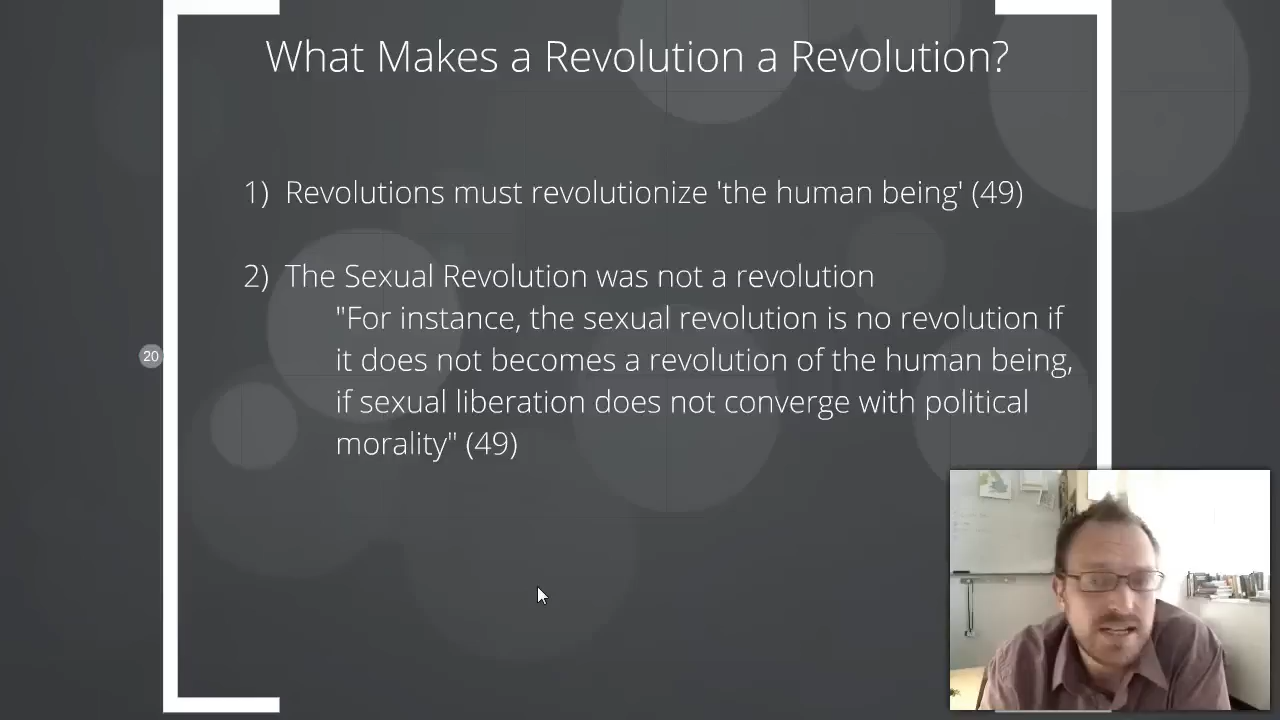 What Makes a Revolution a Revolution?
1) Revolutions must revolutionize 'the human being' (49)
2) The Sexual Revolution was not a revolution
"For instance, the sexual revolution is no revolution if
it does not becomes a revolution of the human being,
if sexual liberation does not converge with political
morality" (49)
20